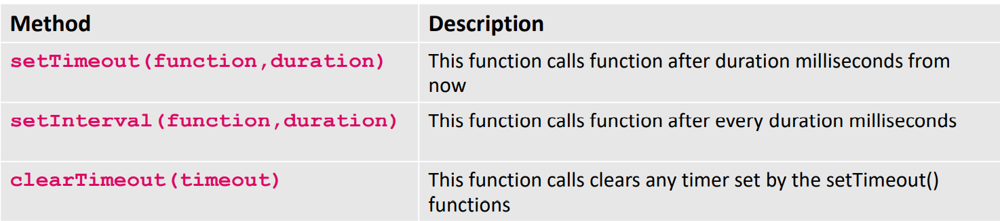 Method Description
setTimeout(function,duration) This function calls function after duration milliseconds from
now
setInterval(function,duration) This function calls function after every duration milliseconds
clearTimeout(timeout) This function calls clears any timer set by the setTimeout()
functions